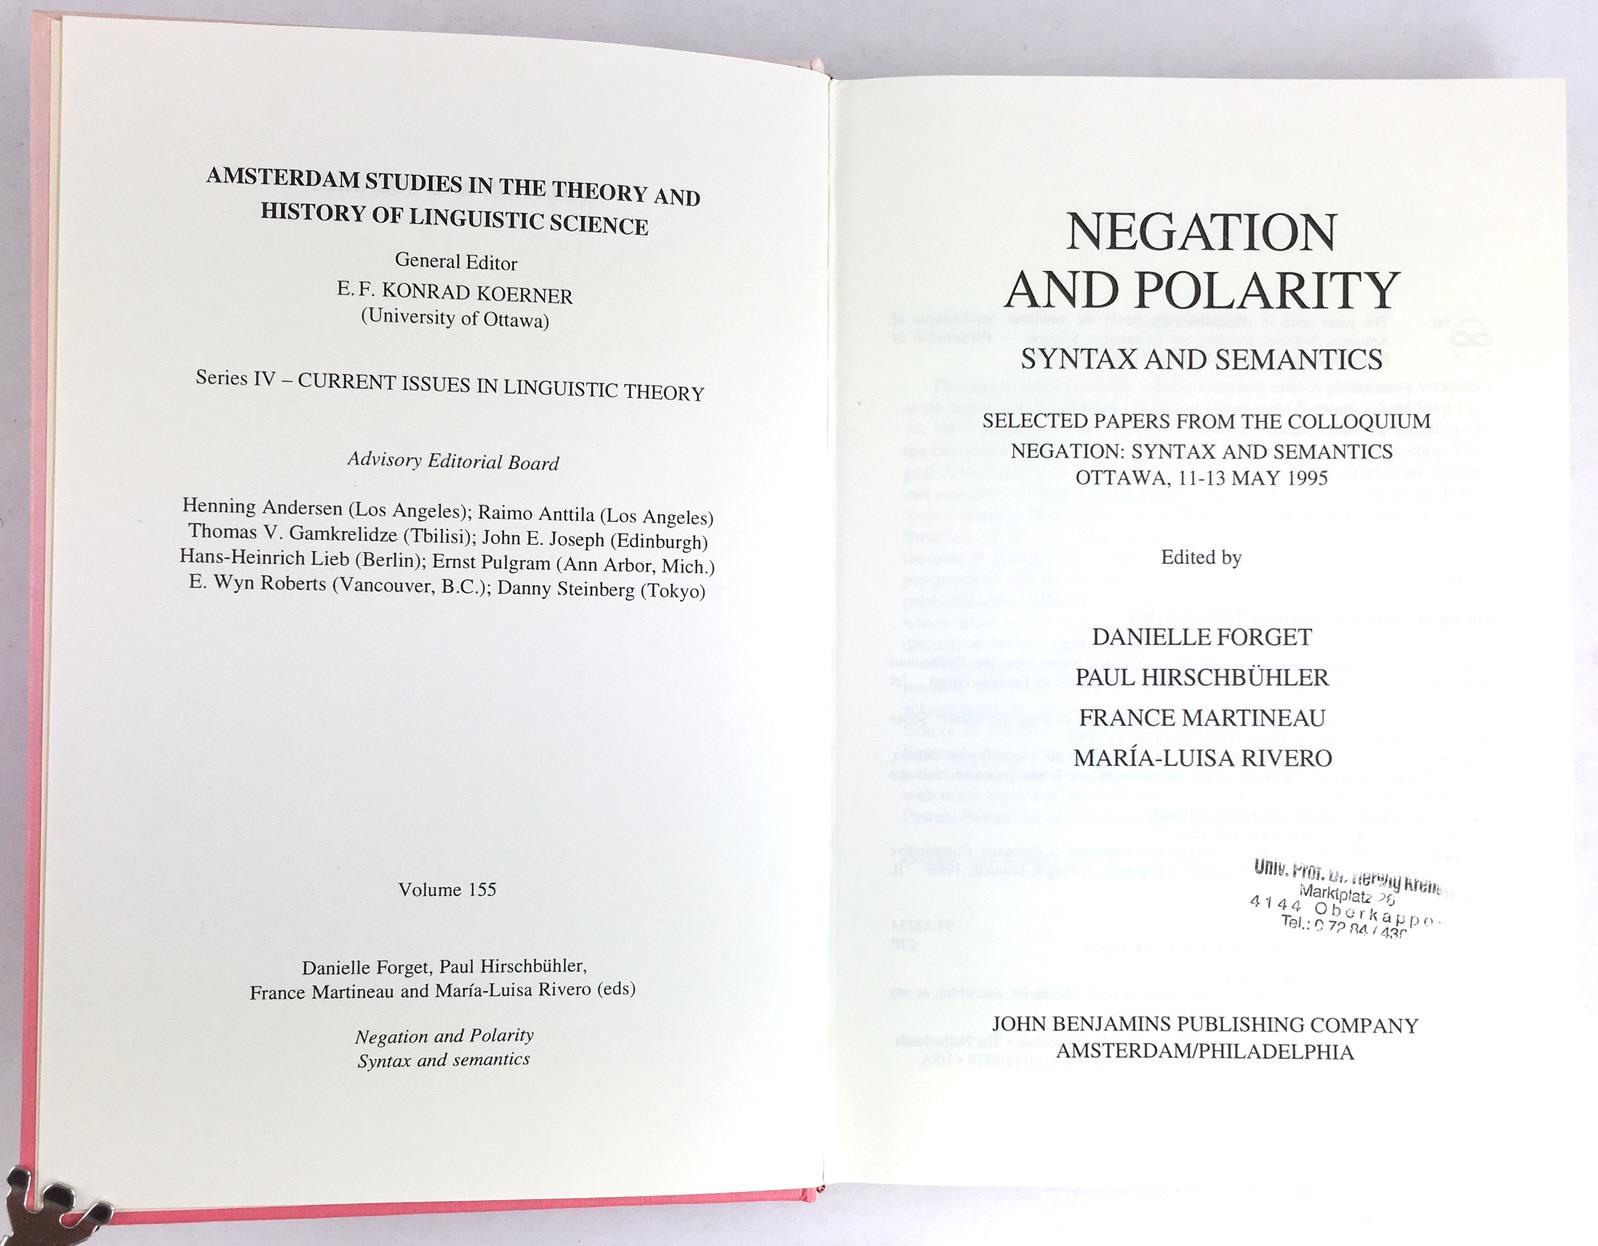 AMSTERDAM STUDIES IN THE THEORY AND
HISTORY OF LINGUISTIC SCIENCE
General Editor
E.F. KONRAD KOERNER
(University of Ottawa)
Series IV – CURRENT ISSUES IN LINGUISTIC THEORY
Advisory Editorial Board
Henning Andersen (Los Angeles); Raimo Anttila (Los Angeles)
Thomas V. Gamkrelidze (Tbilisi); John E. Joseph (Edinburgh)
Hans-Heinrich Lieb (Berlin); Ernst Pulgram (Ann Arbor, Mich.)
E. Wyn Roberts (Vancouver, B.C.); Danny Steinberg (Tokyo)
Volume 155
Danielle Forget, Paul Hirschbühler,
France Martineau and María-Luisa Rivero (eds)
Negation and Polarity
Syntax and semantics
NEGATION
AND POLARITY
SYNTAX AND SEMANTICS
SELECTED PAPERS FROM THE COLLOQUIUM
NEGATION: SYNTAX AND SEMANTICS
OTTAWA, 11-13 MAY 1995
Edited by
DANIELLE FORGET
PAUL HIRSCHBÜHLER
FRANCE MARTINEAU
MARÍA-LUISA RIVERO
Univ. Prof. Dr.
Marktplatz 26
4144 Oberkappe
Tel.: 0 72 84 /
JOHN BENJAMINS PUBLISHING COMPANY
AMSTERDAM/PHILADELPHIA